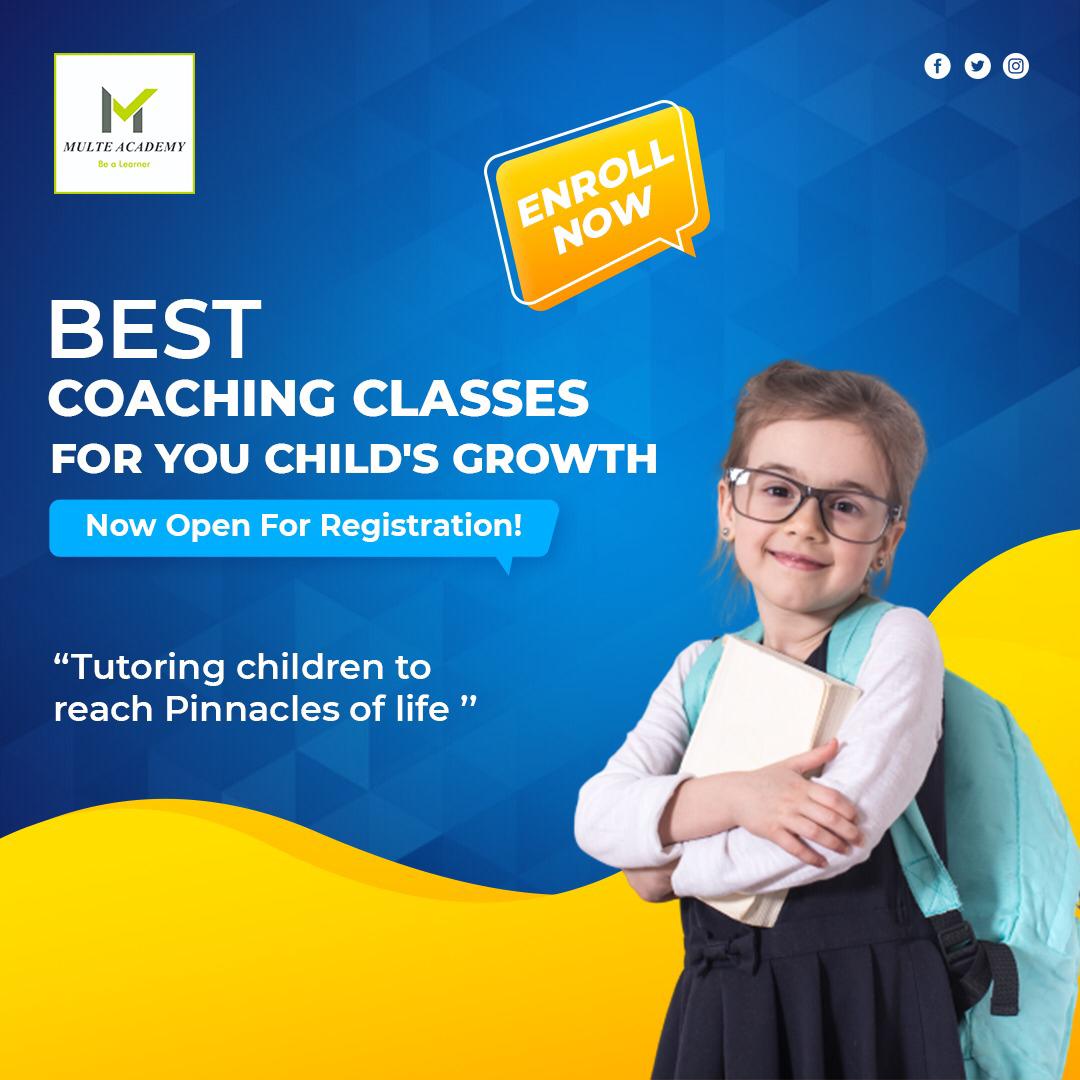 MULTE ACADEMY
Be a Learner
ENROLL
NOW
BEST
COACHING CLASSES
FOR YOU CHILD'S GROWTH
Now Open For Registration!
“Tutoring children to
reach Pinnacles of life ”